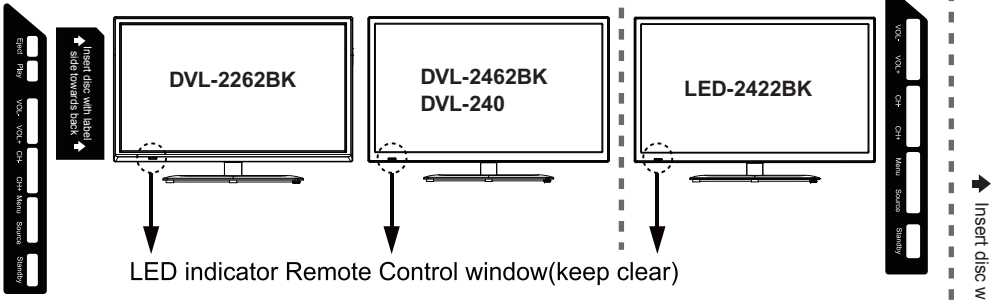 Eject Play VOL- VOL+ CH- CH+ Menu Source Standby
Insert disc with label
side towards back
DVL-2262BK
DVL-2462BK
DVL-240
LED-2422BK
VOL- VOL+ CH- CH+ Menu Source Standby
Insert disc w
LED indicator Remote Control window(keep clear)